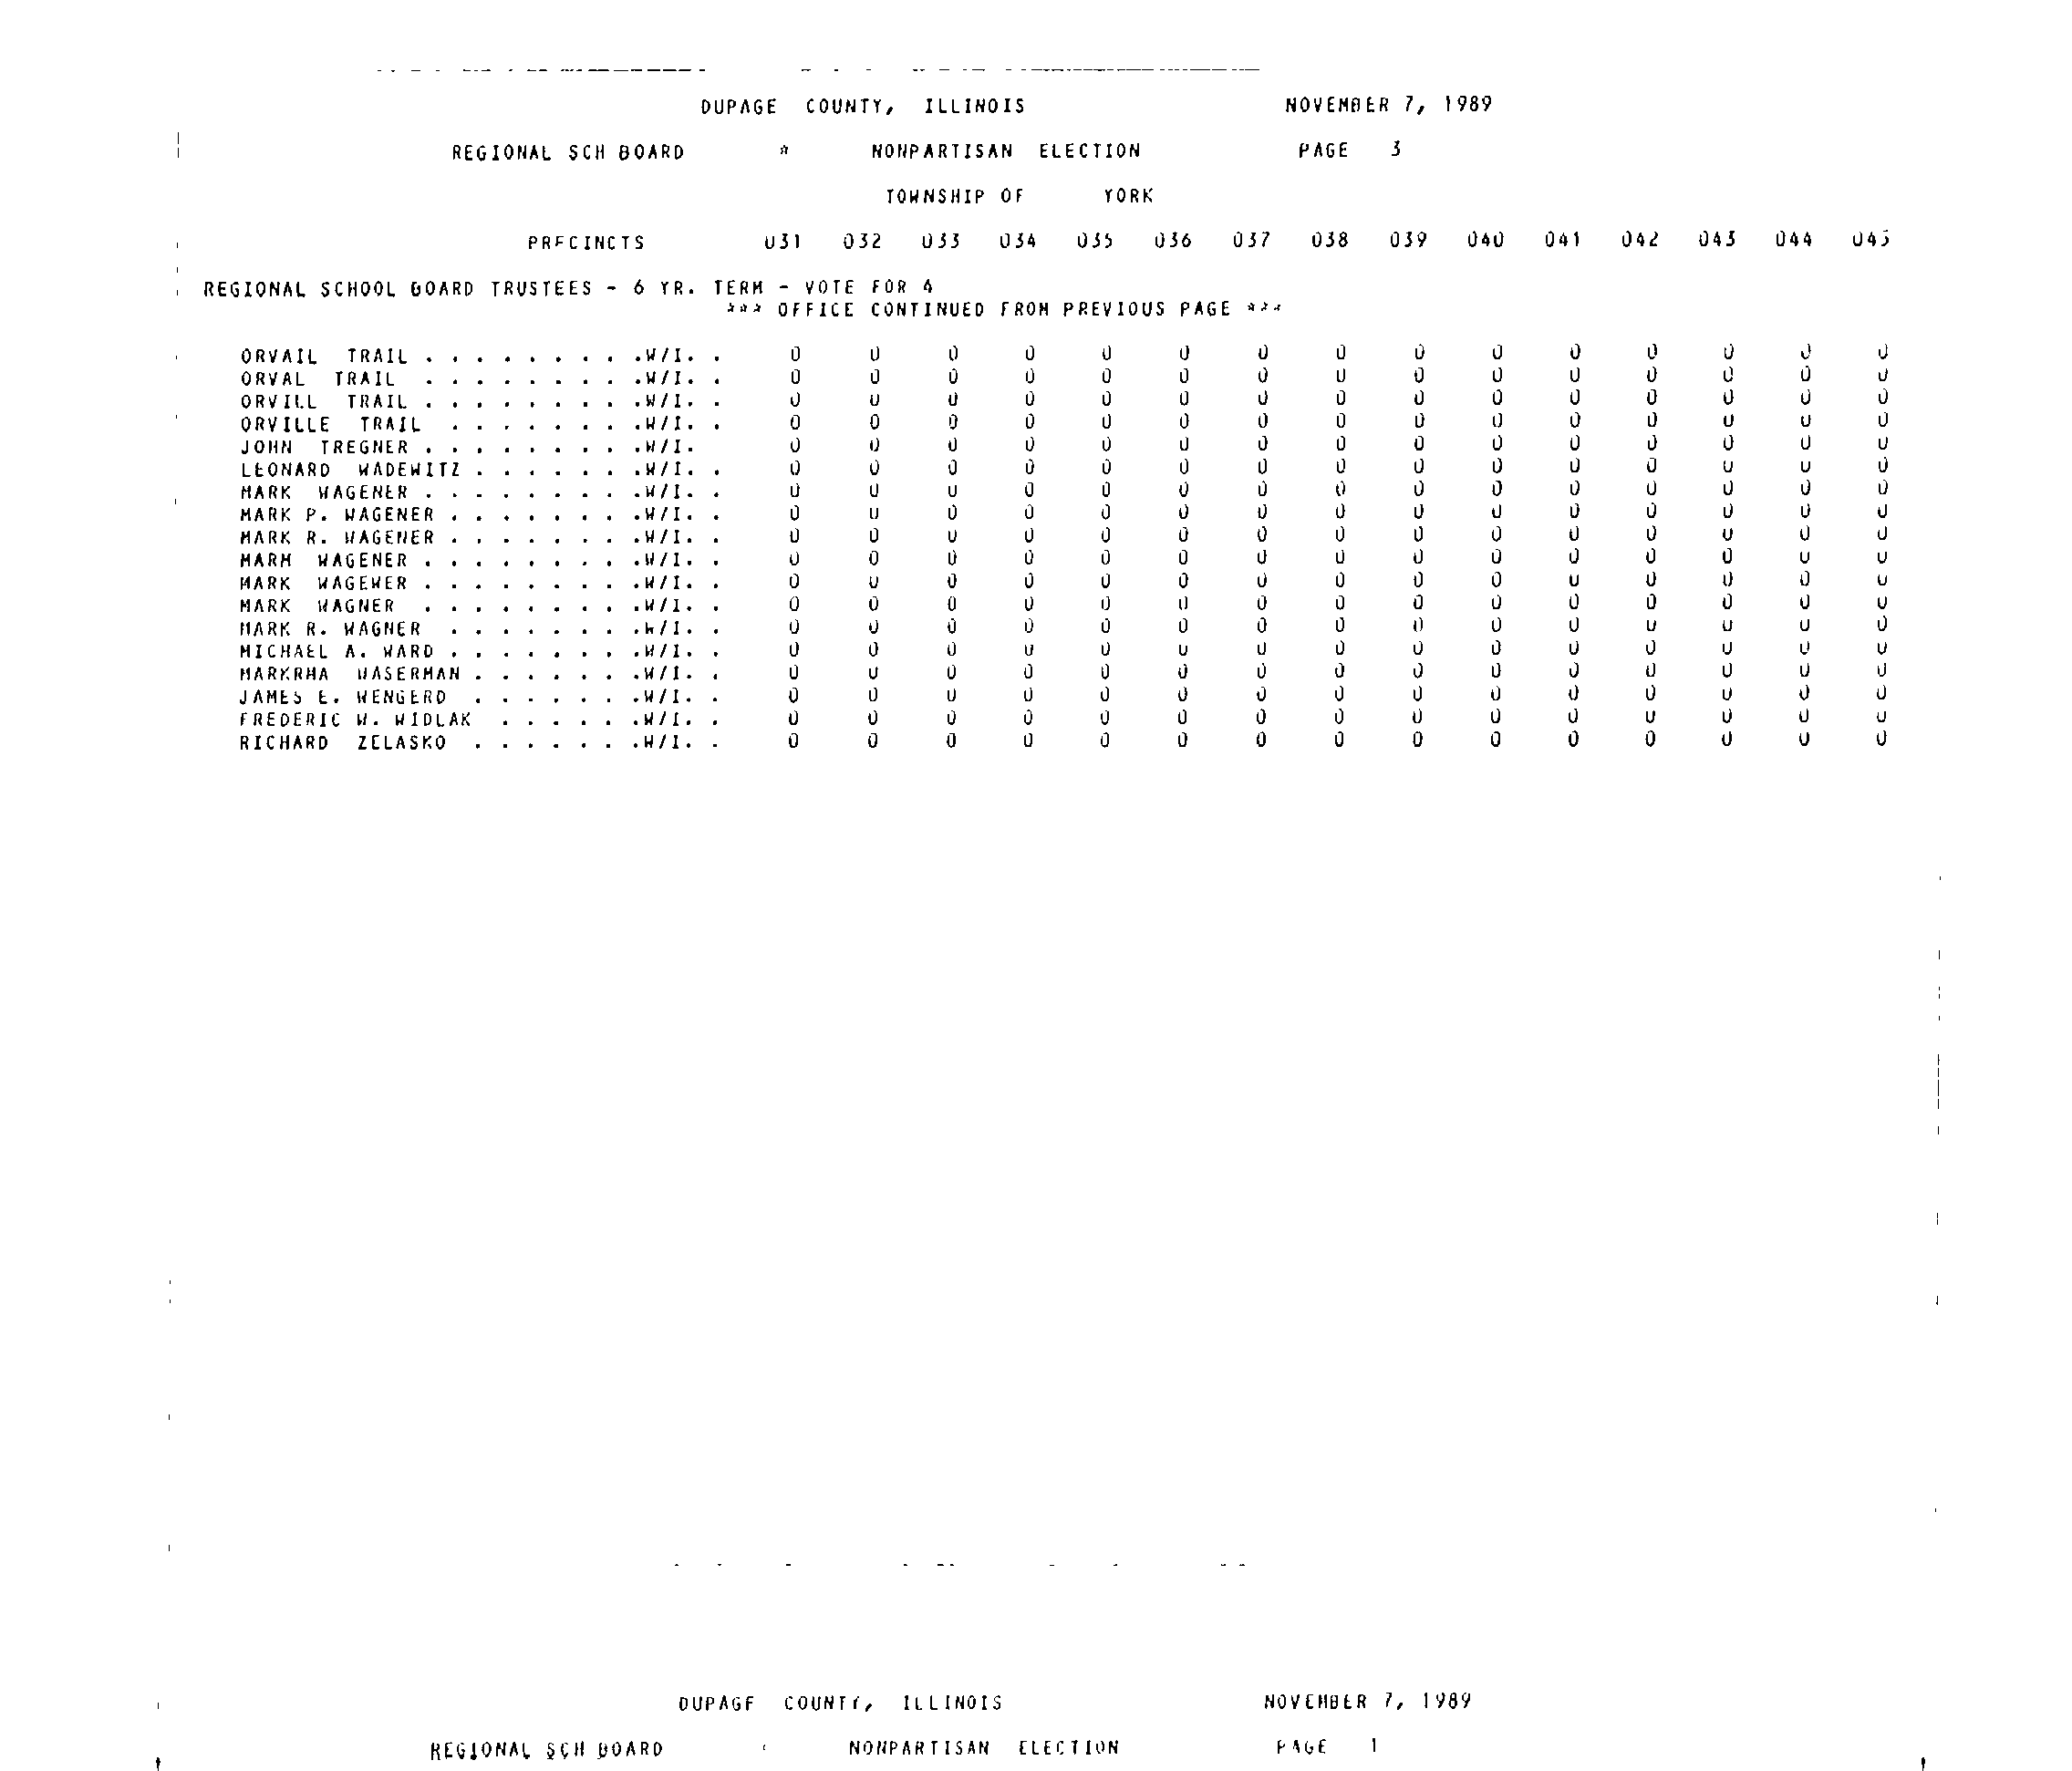 DUPAGE COUNTY, ILLINOIS NOVEMBER 7, 1989
REGIONAL SCH BOARD * NONPARTISAN ELECTION PAGE 3
TOWNSHIP OF YORK
PRECINCTS 031 032 033 034 035 036 037 038 039 040 041 042 043 044 045
REGIONAL SCHOOL BOARD TRUSTEES - 6 YR. TERM - VOTE FOR 4
*** OFFICE CONTINUED FROM PREVIOUS PAGE ***
ORVAIL TRAIL . . . . . . . . .W/I. . 0 0 0 0 0 0 0 0 0 0 0 0 0 0 0
ORVAL TRAIL . . . . . . . . .W/I. . 0 0 0 0 0 0 0 0 0 0 0 0 0 0 0
ORVILL TRAIL . . . . . . . . .W/I. . 0 0 0 0 0 0 0 0 0 0 0 0 0 0 0
ORVILLE TRAIL . . . . . . . .W/I. . 0 0 0 0 0 0 0 0 0 0 0 0 0 0 0
JOHN TREGNER . . . . . . . . .W/I. 0 0 0 0 0 0 0 0 0 0 0 0 0 0 0
LEONARD WADEWITZ . . . . . . .W/I. . 0 0 0 0 0 0 0 0 0 0 0 0 0 0 0
MARK WAGENER . . . . . . . . .W/I. . 0 0 0 0 0 0 0 0 0 0 0 0 0 0 0
MARK P. WAGENER . . . . . . . .W/I. . 0 0 0 0 0 0 0 0 0 0 0 0 0 0 0
MARK R. WAGENER . . . . . . . .W/I. . 0 0 0 0 0 0 0 0 0 0 0 0 0 0 0
MARM WAGENER . . . . . . . . .W/I. . 0 0 0 0 0 0 0 0 0 0 0 0 0 0 0
MARK WAGEWER . . . . . . . . .W/I. . 0 0 0 0 0 0 0 0 0 0 0 0 0 0 0
MARK WAGNER . . . . . . . . .W/I. . 0 0 0 0 0 0 0 0 0 0 0 0 0 0 0
MARK R. WAGNER . . . . . . . .W/I. . 0 0 0 0 0 0 0 0 0 0 0 0 0 0 0
MICHAEL A. WARD . . . . . . . .W/I. . 0 0 0 0 0 0 0 0 0 0 0 0 0 0 0
MARKRHA WASERMAN . . . . . . .W/I. . 0 0 0 0 0 0 0 0 0 0 0 0 0 0 0
JAMES E. WENGERD . . . . . . .W/I. . 0 0 0 0 0 0 0 0 0 0 0 0 0 0 0
FREDERIC W. WIDLAK . . . . . .W/I. . 0 0 0 0 0 0 0 0 0 0 0 0 0 0 0
RICHARD ZELASKO . . . . . . .W/I. . 0 0 0 0 0 0 0 0 0 0 0 0 0 0 0
DUPAGE COUNTY, ILLINOIS NOVEMBER 7, 1989
REGIONAL SCH BOARD NONPARTISAN ELECTION PAGE 1